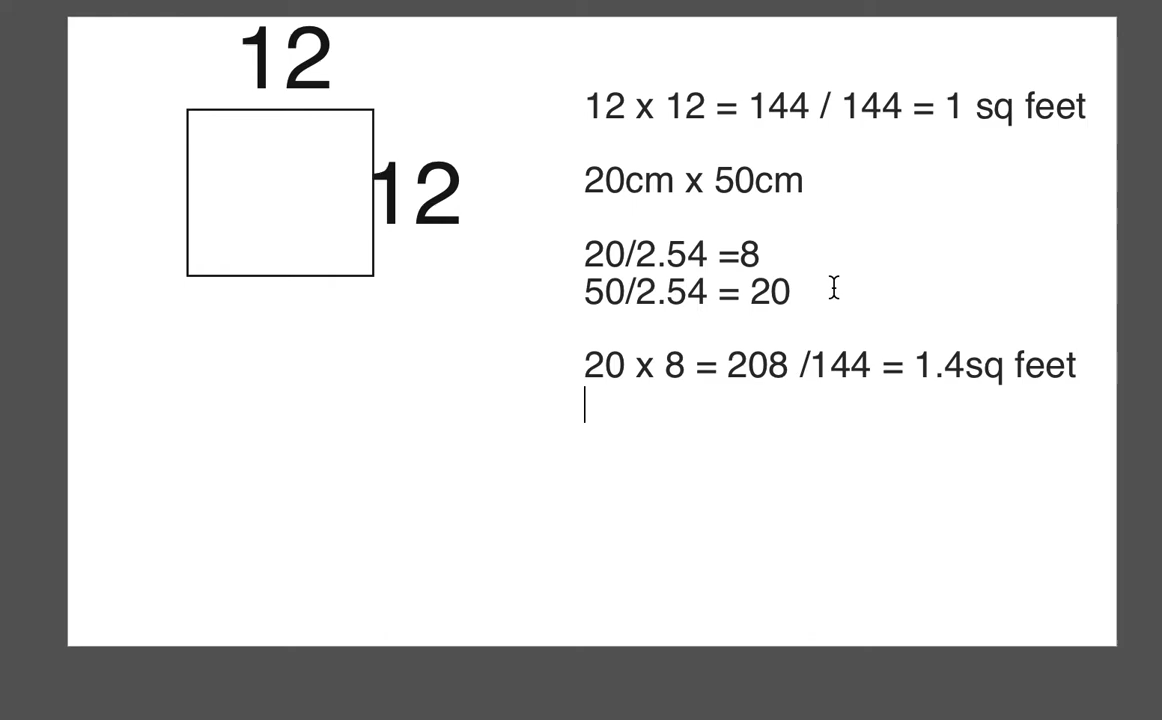 12
12
12 x 12 = 144 / 144 = 1 sq feet
20cm x 50cm
20/2.54 =8
50/2.54 = 20
20 x 8 = 208 /144 = 1.4sq feet